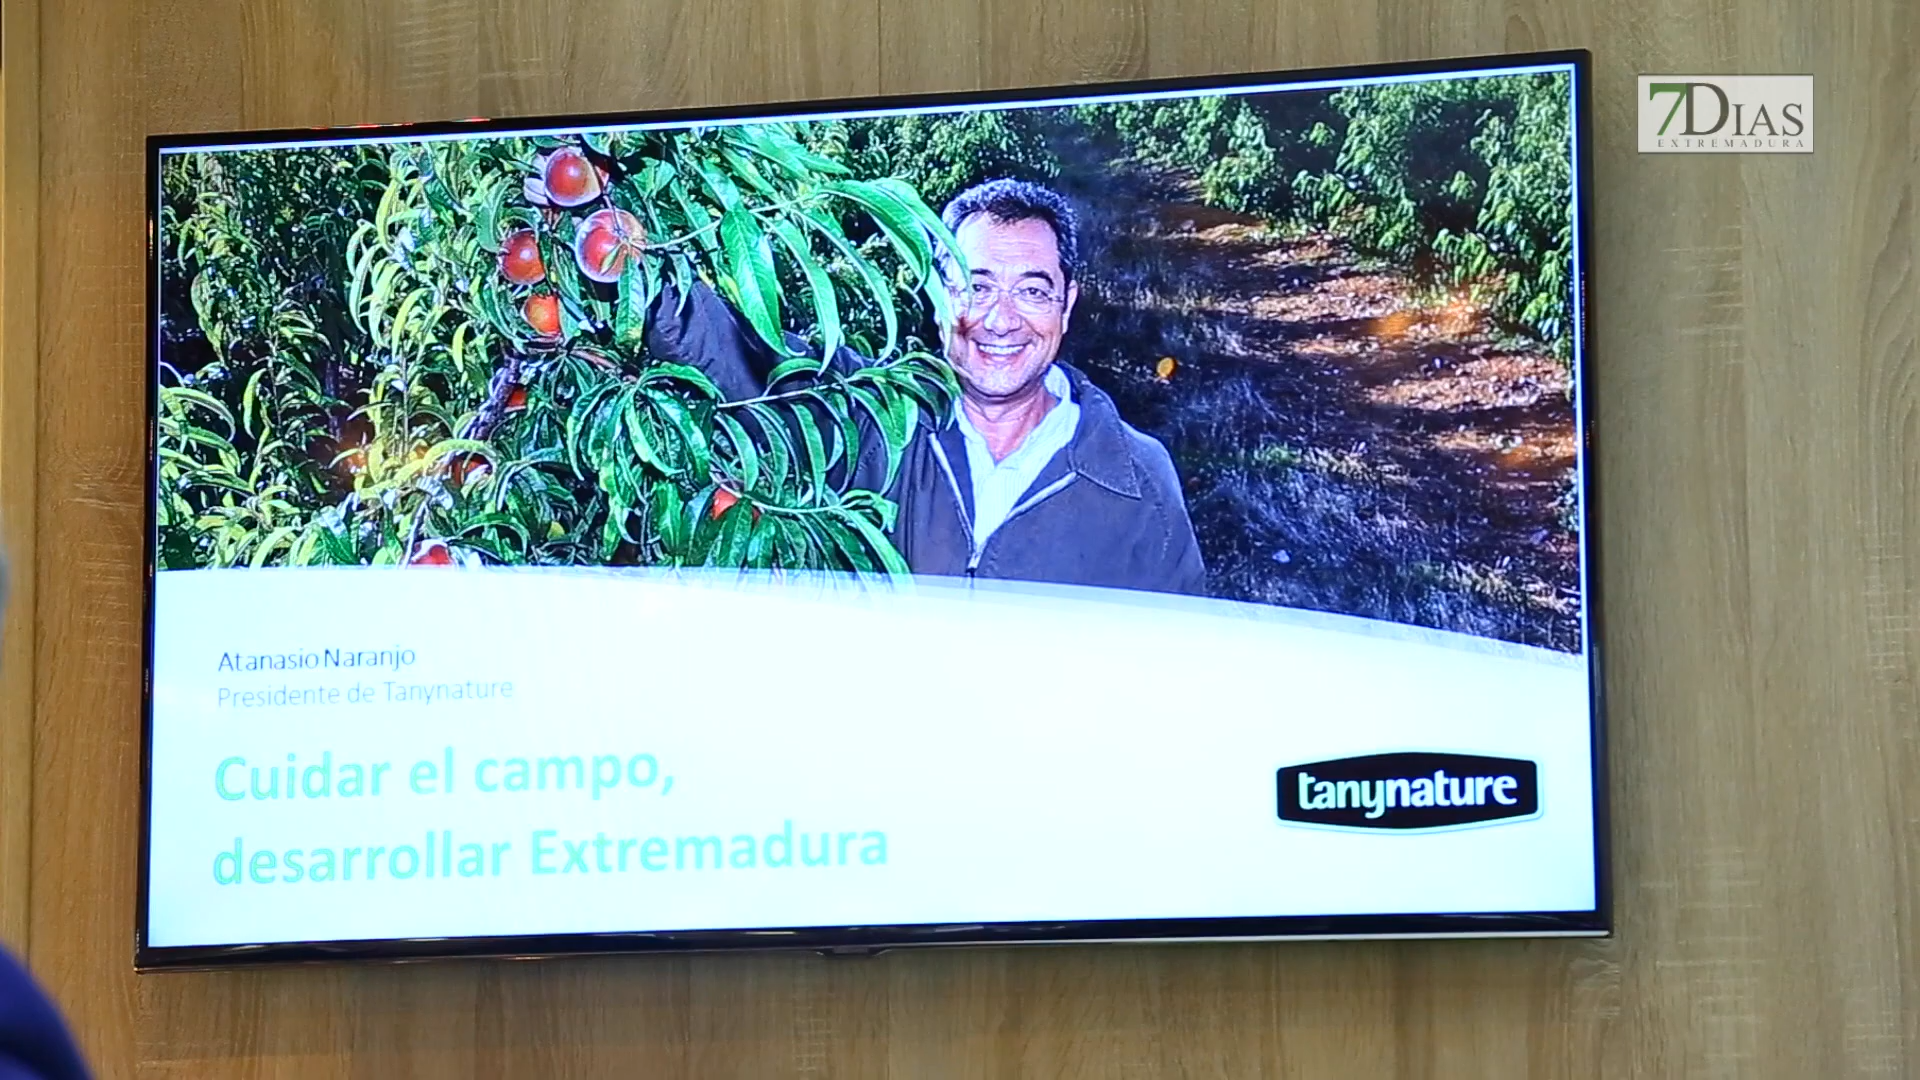 7DIAS
EXTREMADURA
Atanasio Naranjo
Presidente de Tanynature
Cuidar el campo,
desarrollar Extremadura
tanynature